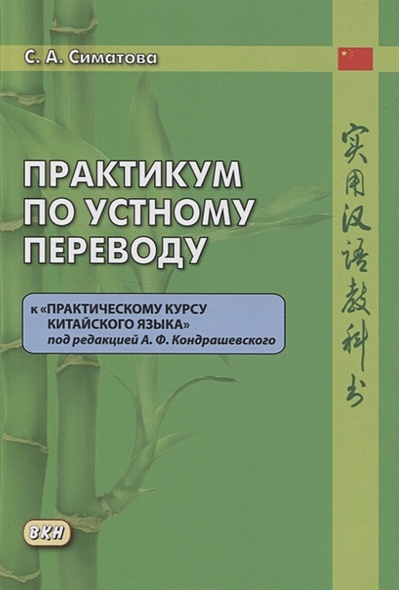 С. А. Симатова
ПРАКТИКУМ
ПО УСТНОМУ
ПЕРЕВОДУ
к «ПРАКТИЧЕСКОМУ КУРСУ
КИТАЙСКОГО ЯЗЫКА»
под редакцией А. Ф. Кондрашевского
实用汉语教科书
ВКН